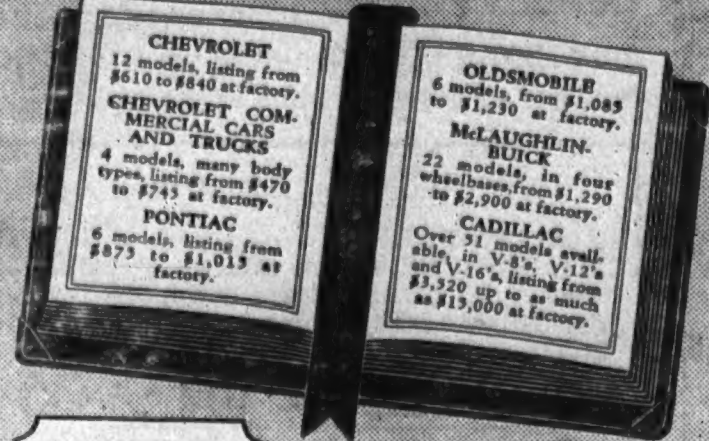 CHEVROLET
12 models, listing from
$610 to $840 at factory.
CHEVROLET COM-
MERCIAL CARS
AND TRUCKS
4 models, many body
types, listing from $470
to $745 at factory.
PONTIAC
6 models, listing from
$875 to $1,015 at
factory.
OLDSMOBILE
6 models, from $1,085
to $1,230 at factory.
McLAUGHLIN-
BUICK
22 models, in four
wheelbases, from $1,290
to $2,900 at factory.
CADILLAC
Over 51 models avail-
able, in V-8's, V-12's
and V-16's, listing from
$3,520 up to as much
as $15,000 at factory.